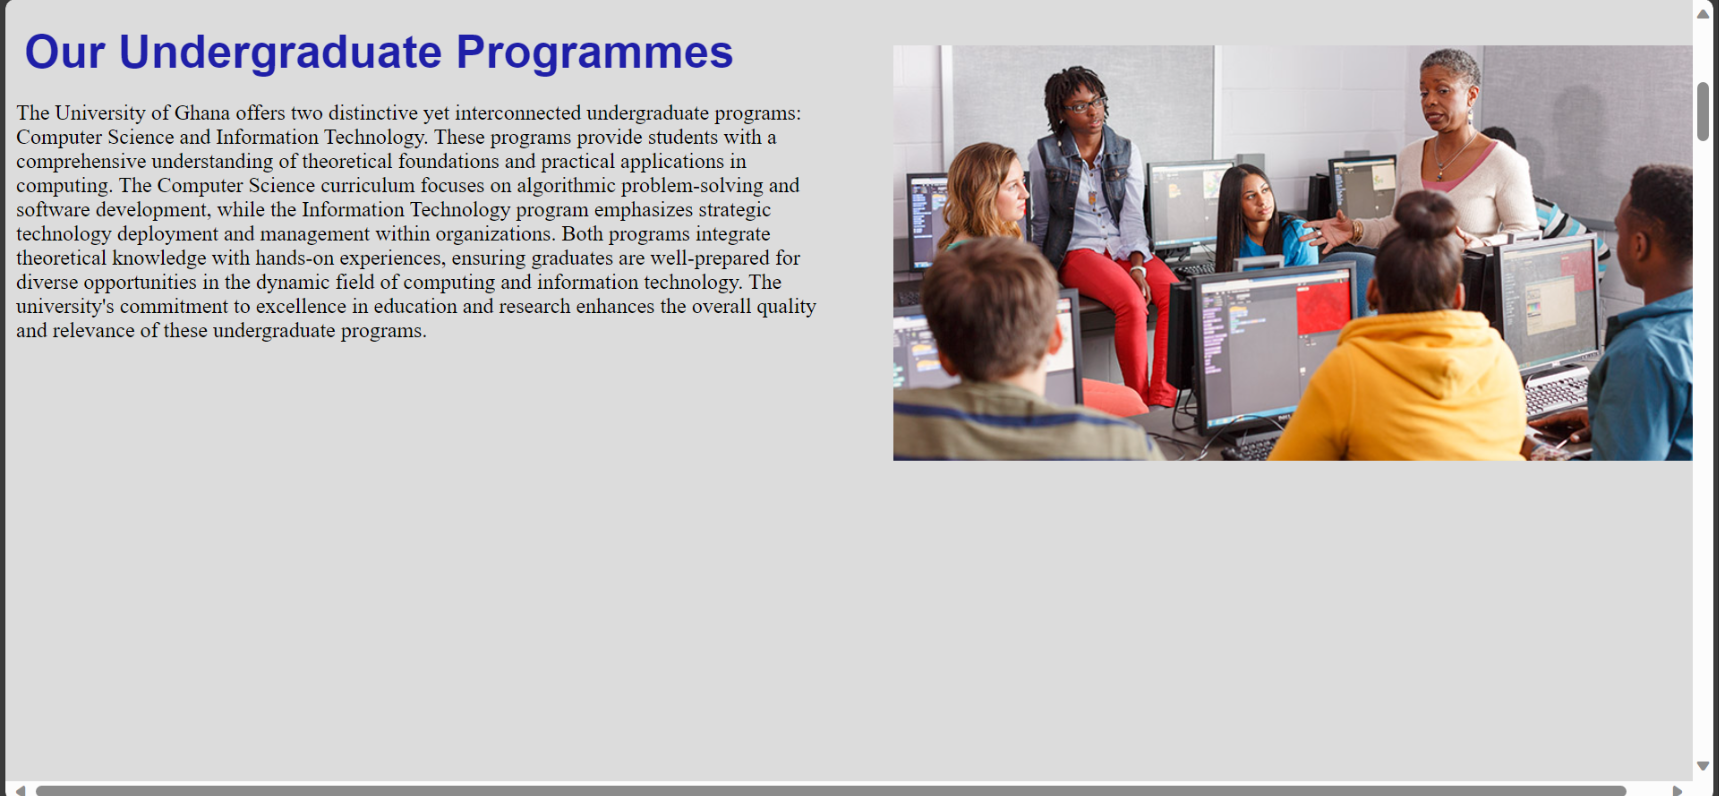 Our Undergraduate Programmes
The University of Ghana offers two distinctive yet interconnected undergraduate programs:
Computer Science and Information Technology. These programs provide students with a
comprehensive understanding of theoretical foundations and practical applications in
computing. The Computer Science curriculum focuses on algorithmic problem-solving and
software development, while the Information Technology program emphasizes strategic
technology deployment and management within organizations. Both programs integrate
theoretical knowledge with hands-on experiences, ensuring graduates are well-prepared for
diverse opportunities in the dynamic field of computing and information technology. The
university's commitment to excellence in education and research enhances the overall quality
and relevance of these undergraduate programs.